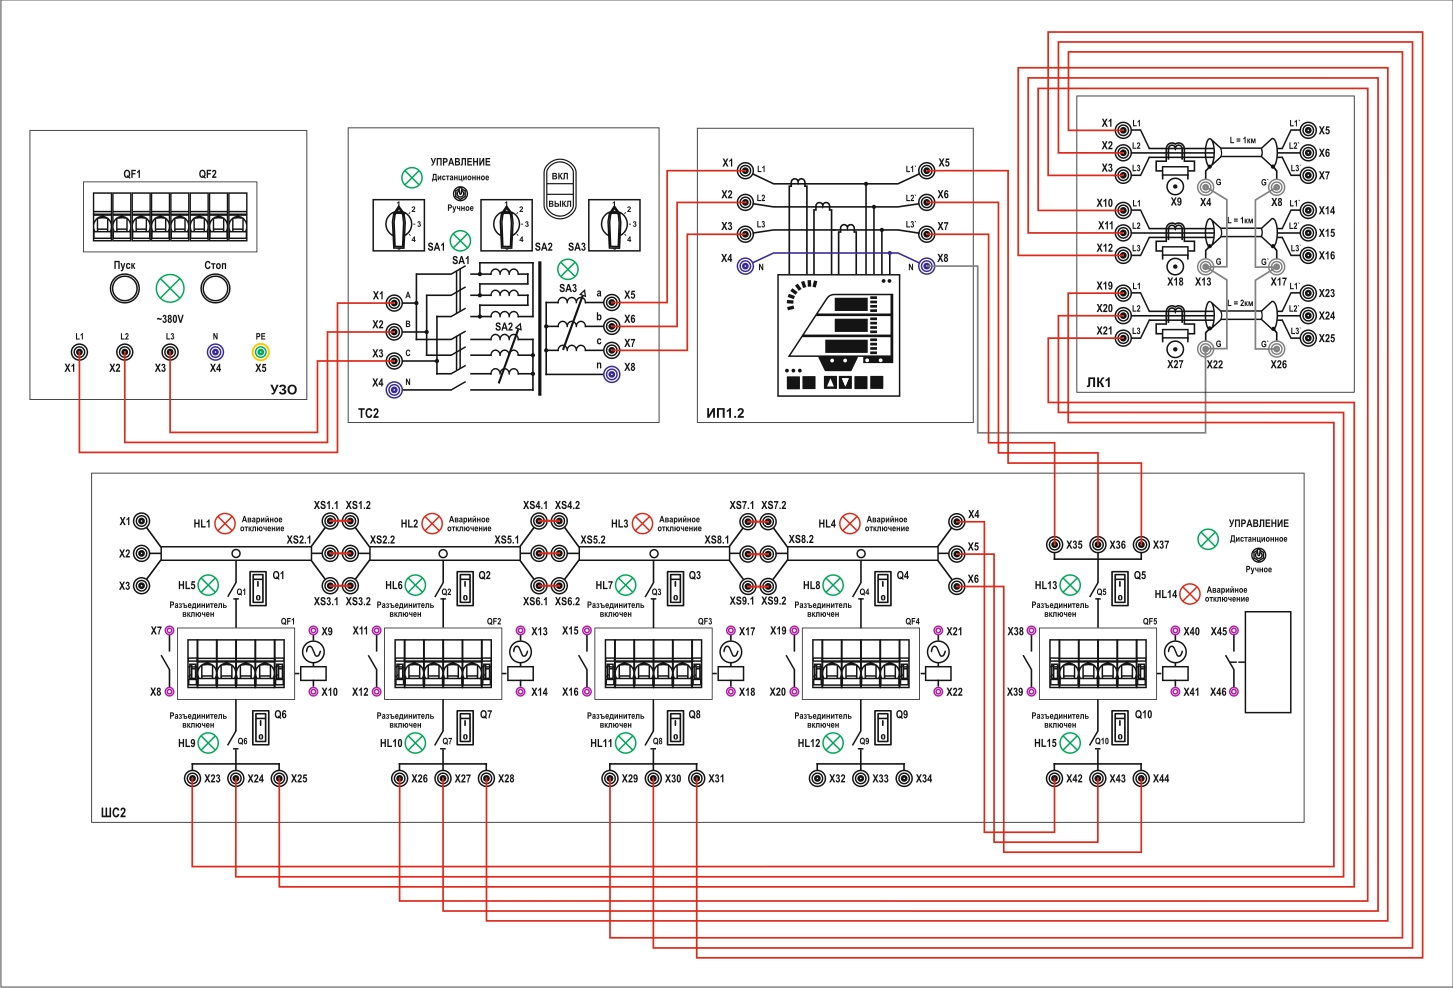 QF1 QF2
Пуск Стоп
~380V
L1 L2 L3 N PE
X1 X2 X3 X4 X5
УЗО
УПРАВЛЕНИЕ
Дистанционное
Ручное
ВКЛ
ВЫКЛ
1 2 3 4
SA1
1 2 3 4
SA2
SA3
1 2 3 4
SA1
SA2
SA3
X1 A
X2 B
X3 C
X4 N
a X5
b X6
c X7
n X8
ТС2
X1 L1 L1` X5
X2 L2 L2` X6
X3 L3 L3` X7
X4 N N X8
ИП1.2
X1 L1 L1` X5
X2 L2 L = 1км L2` X6
X3 L3 L3` X7
X9 X4 G G` X8
X10 L1 L1` X14
X11 L2 L = 1км L2` X15
X12 L3 L3` X16
X18 X13 G G` X17
X19 L1 L1` X23
X20 L2 L = 2км L2` X24
X21 L3 L3` X25
X27 X22 G G` X26
ЛК1
X1
X2
X3
HL1 Аварийное
отключение
XS1.1 XS1.2
XS2.1 XS2.2
XS3.1 XS3.2
HL2 Аварийное
отключение
XS4.1 XS4.2
XS5.1 XS5.2
XS6.1 XS6.2
HL3 Аварийное
отключение
XS7.1 XS7.2
XS8.1 XS8.2
XS9.1 XS9.2
HL4 Аварийное
отключение
X4
X5
X6
X35 X36 X37
УПРАВЛЕНИЕ
Дистанционное
Ручное
HL14 Аварийное
отключение
HL5 Q1 Q1
Разъединитель
включен
HL6 Q2 Q2
Разъединитель
включен
HL7 Q3 Q3
Разъединитель
включен
HL8 Q4 Q4
Разъединитель
включен
HL13 Q5 Q5
Разъединитель
включен
QF1 QF2 QF3 QF4 QF5
X7 X9 X11 X13 X15 X17 X19 X21 X38 X40 X45
X8 X10 X12 X14 X16 X18 X20 X22 X39 X41 X46
Разъединитель
включен
HL9 Q6 Q6
Разъединитель
включен
HL10 Q7 Q7
Разъединитель
включен
HL11 Q8 Q8
Разъединитель
включен
HL12 Q9 Q9
Разъединитель
включен
HL15 Q10 Q10
X23 X24 X25 X26 X27 X28 X29 X30 X31 X32 X33 X34 X42 X43 X44
ШС2